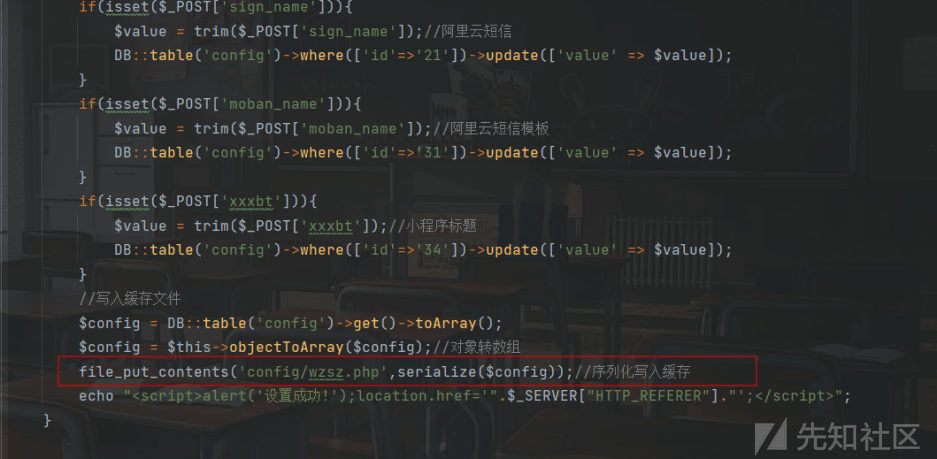 if(isset($_POST['sign_name'])){
$value = trim($_POST['sign_name']);//阿里云短信
DB::table('config')->where(['id'=>'21'])->update(['value' => $value]);
}
if(isset($_POST['moban_name'])){
$value = trim($_POST['moban_name']);//阿里云短信模板
DB::table('config')->where(['id'=>'31'])->update(['value' => $value]);
}
if(isset($_POST['xxxbt'])){
$value = trim($_POST['xxxbt']);//小程序标题
DB::table('config')->where(['id'=>'34'])->update(['value' => $value]);
}
//写入缓存文件
$config = DB::table('config')->get()->toArray();
$config = $this->objectToArray($config);//对象转数组
file_put_contents('config/wzsz.php',serialize($config));//序列化写入缓存
echo "<script>alert('设置成功!');location.href='".$_SERVER["HTTP_REFERER"]."';</script>";
}
先知社区